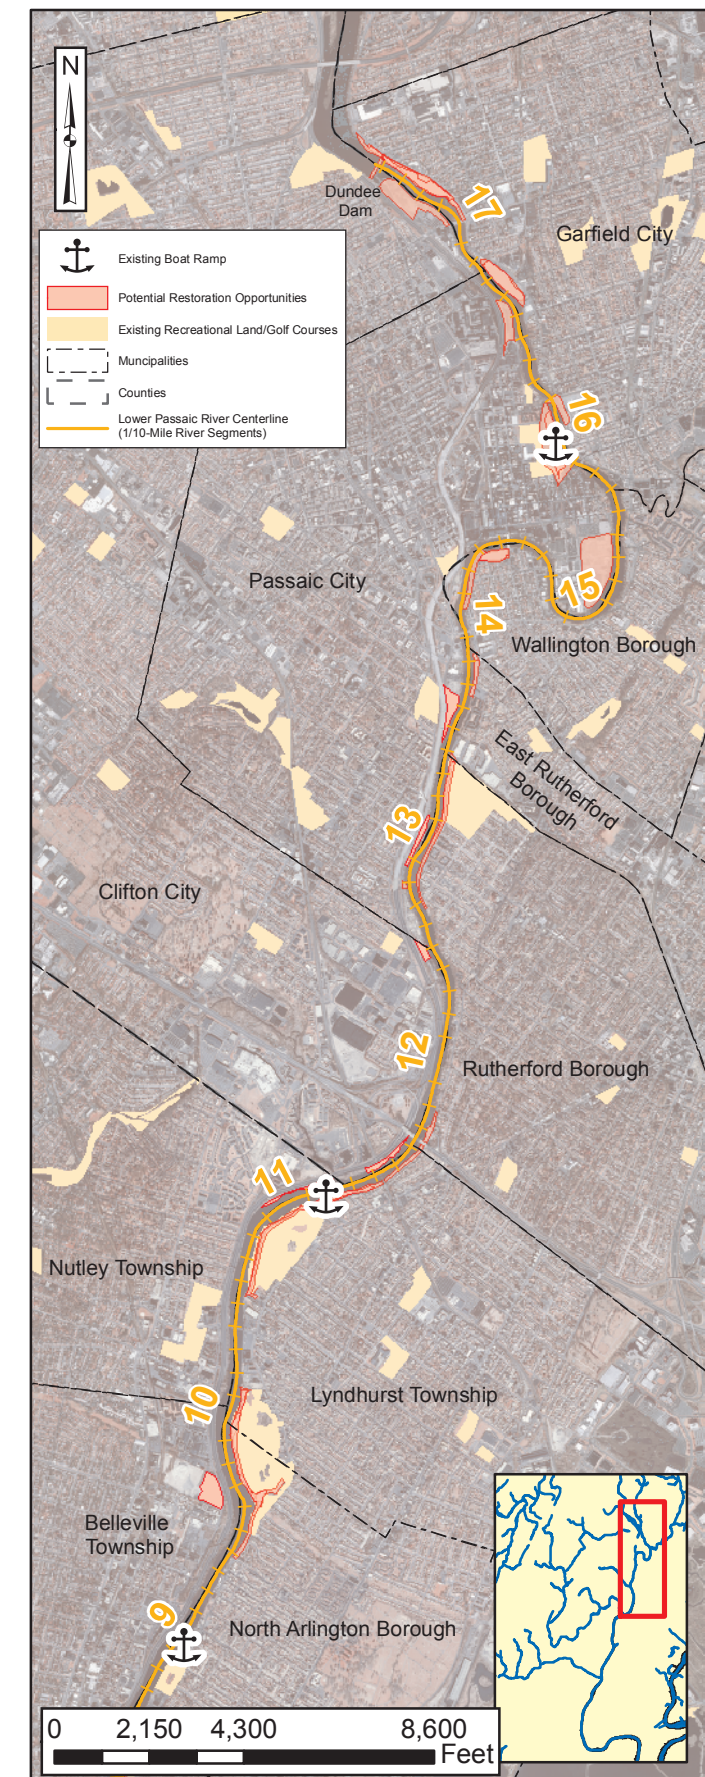 N
Dundee
Dam
17
Garfield City
Existing Boat Ramp
Potential Restoration Opportunities
Existing Recreational Land/Golf Courses
Muncipalities
Counties
Lower Passaic River Centerline
(1/10-Mile River Segments)
16
Passaic City
15
14
Wallington Borough
East Rutherford
Borough
13
Clifton City
12
Rutherford Borough
11
Nutley Township
Lyndhurst Township
10
Belleville
Township
9
North Arlington Borough
0 2,150 4,300 8,600
Feet